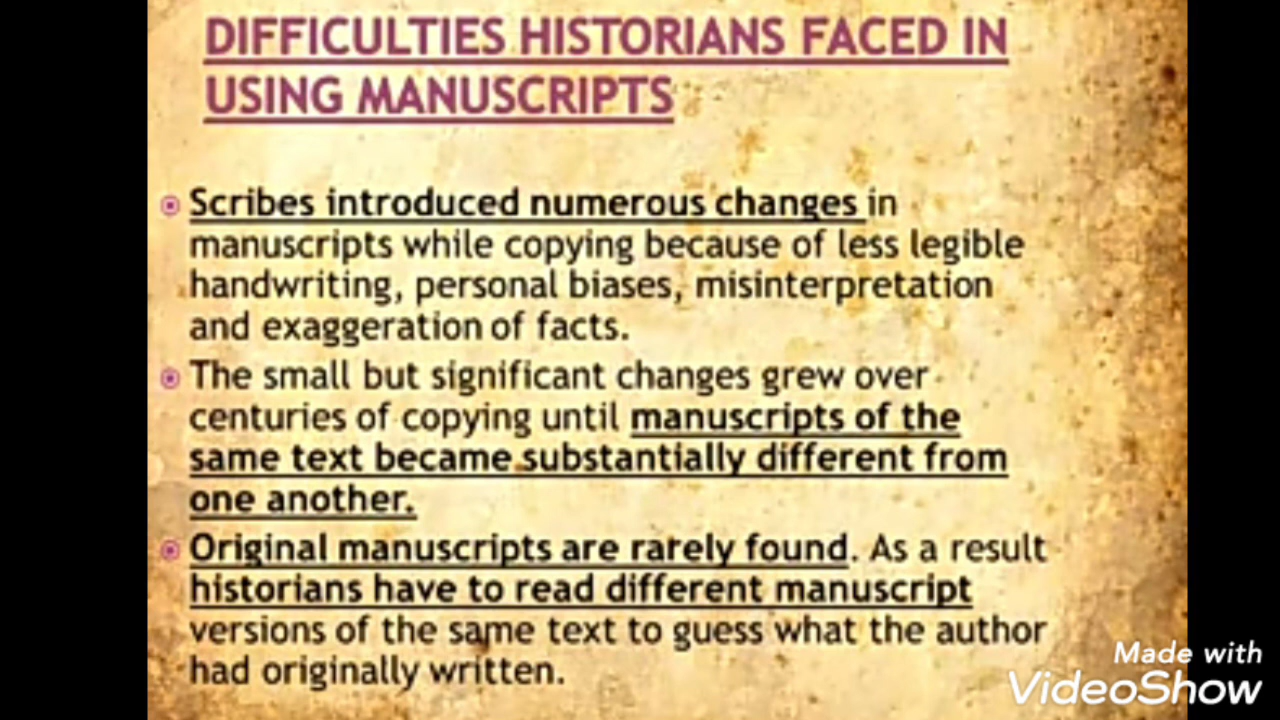 DIFFICULTIES HISTORIANS FACED IN
USING MANUSCRIPTS
Scribes introduced numerous changes in
manuscripts while copying because of less legible
handwriting, personal biases, misinterpretation
and exaggeration of facts.
The small but significant changes grew over
centuries of copying until manuscripts of the
same text became substantially different from
one another.
Original manuscripts are rarely found. As a result
historians have to read different manuscript
versions of the same text to guess what the author
had originally written.
Made with
VideoShow